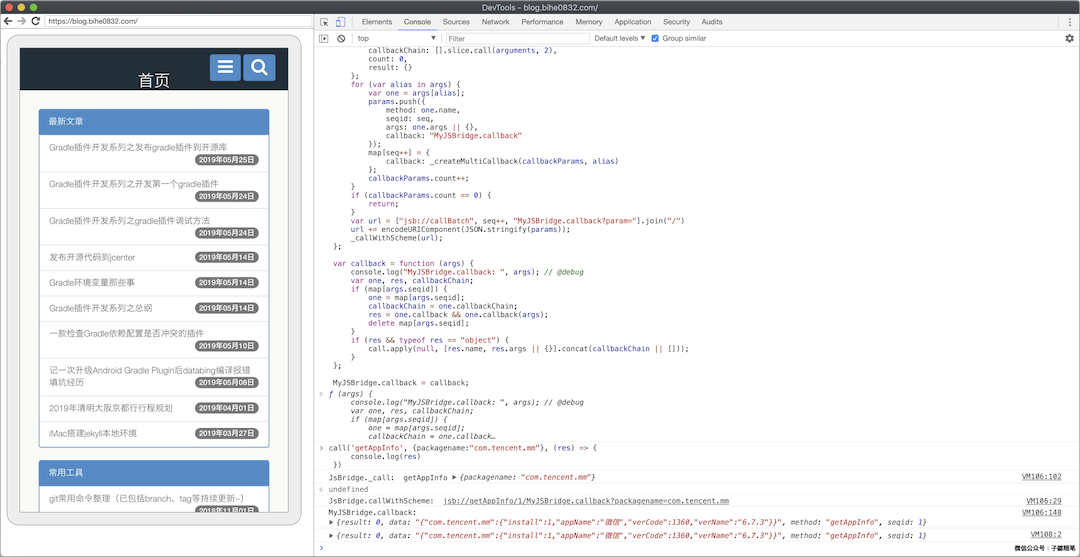 DevTools - blog.bihe0832.com/
https://blog.bihe0832.com/
首页
最新文章
Gradle插件开发系列之发布gradle插件到开源库
2019年05月25日
Gradle插件开发系列之开发第一个gradle插件
2019年05月24日
Gradle插件开发系列之gradle插件调试方法
2019年05月24日
发布开源代码到jcenter
2019年05月14日
Gradle环境变量那些事
2019年05月14日
Gradle插件开发系列之总纲
2019年05月14日
一款检查Gradle依赖配置是否冲突的插件
2019年05月10日
记一次升级Android Gradle Plugin后databing编译报错
填坑经历
2019年05月08日
2019年清明大阪京都行行程规划
2019年04月01日
iMac搭建jekyll本地环境
2019年03月27日
常用工具
git常用命令整理（已包括branch、tag等持续更新~）
2018年11月01日
Elements Console Sources Network Performance Memory Application Security Audits
top Filter Default levels ▼ Group similar
callbackChain: [].slice.call(arguments, 2),
count: 0,
result: {}
};
for (var alias in args) {
var one = args[alias];
params.push({
method: one.name,
seqid: seq,
args: one.args || {},
callback: "MyJSBridge.callback"
});
map[seq++] = {
callback: _createMultiCallback(callbackParams, alias)
};
callbackParams.count++;
}
if (callbackParams.count == 0) {
return;
}
var url = ["jsb://callBatch", seq++, "MyJSBridge.callback?param="].join("/")
url += encodeURIComponent(JSON.stringify(params));
_callWithScheme(url);
};
var callback = function (args) {
console.log("MyJSBridge.callback: ", args); // @debug
var one, res, callbackChain;
if (map[args.seqid]) {
one = map[args.seqid];
callbackChain = one.callbackChain;
res = one.callback && one.callback(args);
delete map[args.seqid];
}
if (res && typeof res == "object") {
call.apply(null, [res.name, res.args || {}].concat(callbackChain || []));
}
};
MyJSBridge.callback = callback;
ƒ (args) {
console.log("MyJSBridge.callback: ", args); // @debug
var one, res, callbackChain;
if (map[args.seqid]) {
one = map[args.seqid];
callbackChain = one.callback…
call('getAppInfo', {packagename:"com.tencent.mm"}, (res) => {
console.log(res)
})
JsBridge._call: getAppInfo ▶ {packagename: "com.tencent.mm"} VM106:102
undefined
JsBridge.callWithScheme: jsb://getAppInfo/1/MyJSBridge.callback?packagename=com.tencent.mm VM106:29
MyJSBridge.callback: VM106:148
▶ {result: 0, data: "{"com.tencent.mm":{"install":1,"appName":"微信","verCode":1360,"verName":"6.7.3"}}", method: "getAppInfo", seqid: 1}
▶ {result: 0, data: "{"com.tencent.mm":{"install":1,"appName":"微信","verCode":1360,"verName":"6.7.3"}}", method: "getAppInfo", seqid: 1} VM108:2
微信公众号：子勰随笔